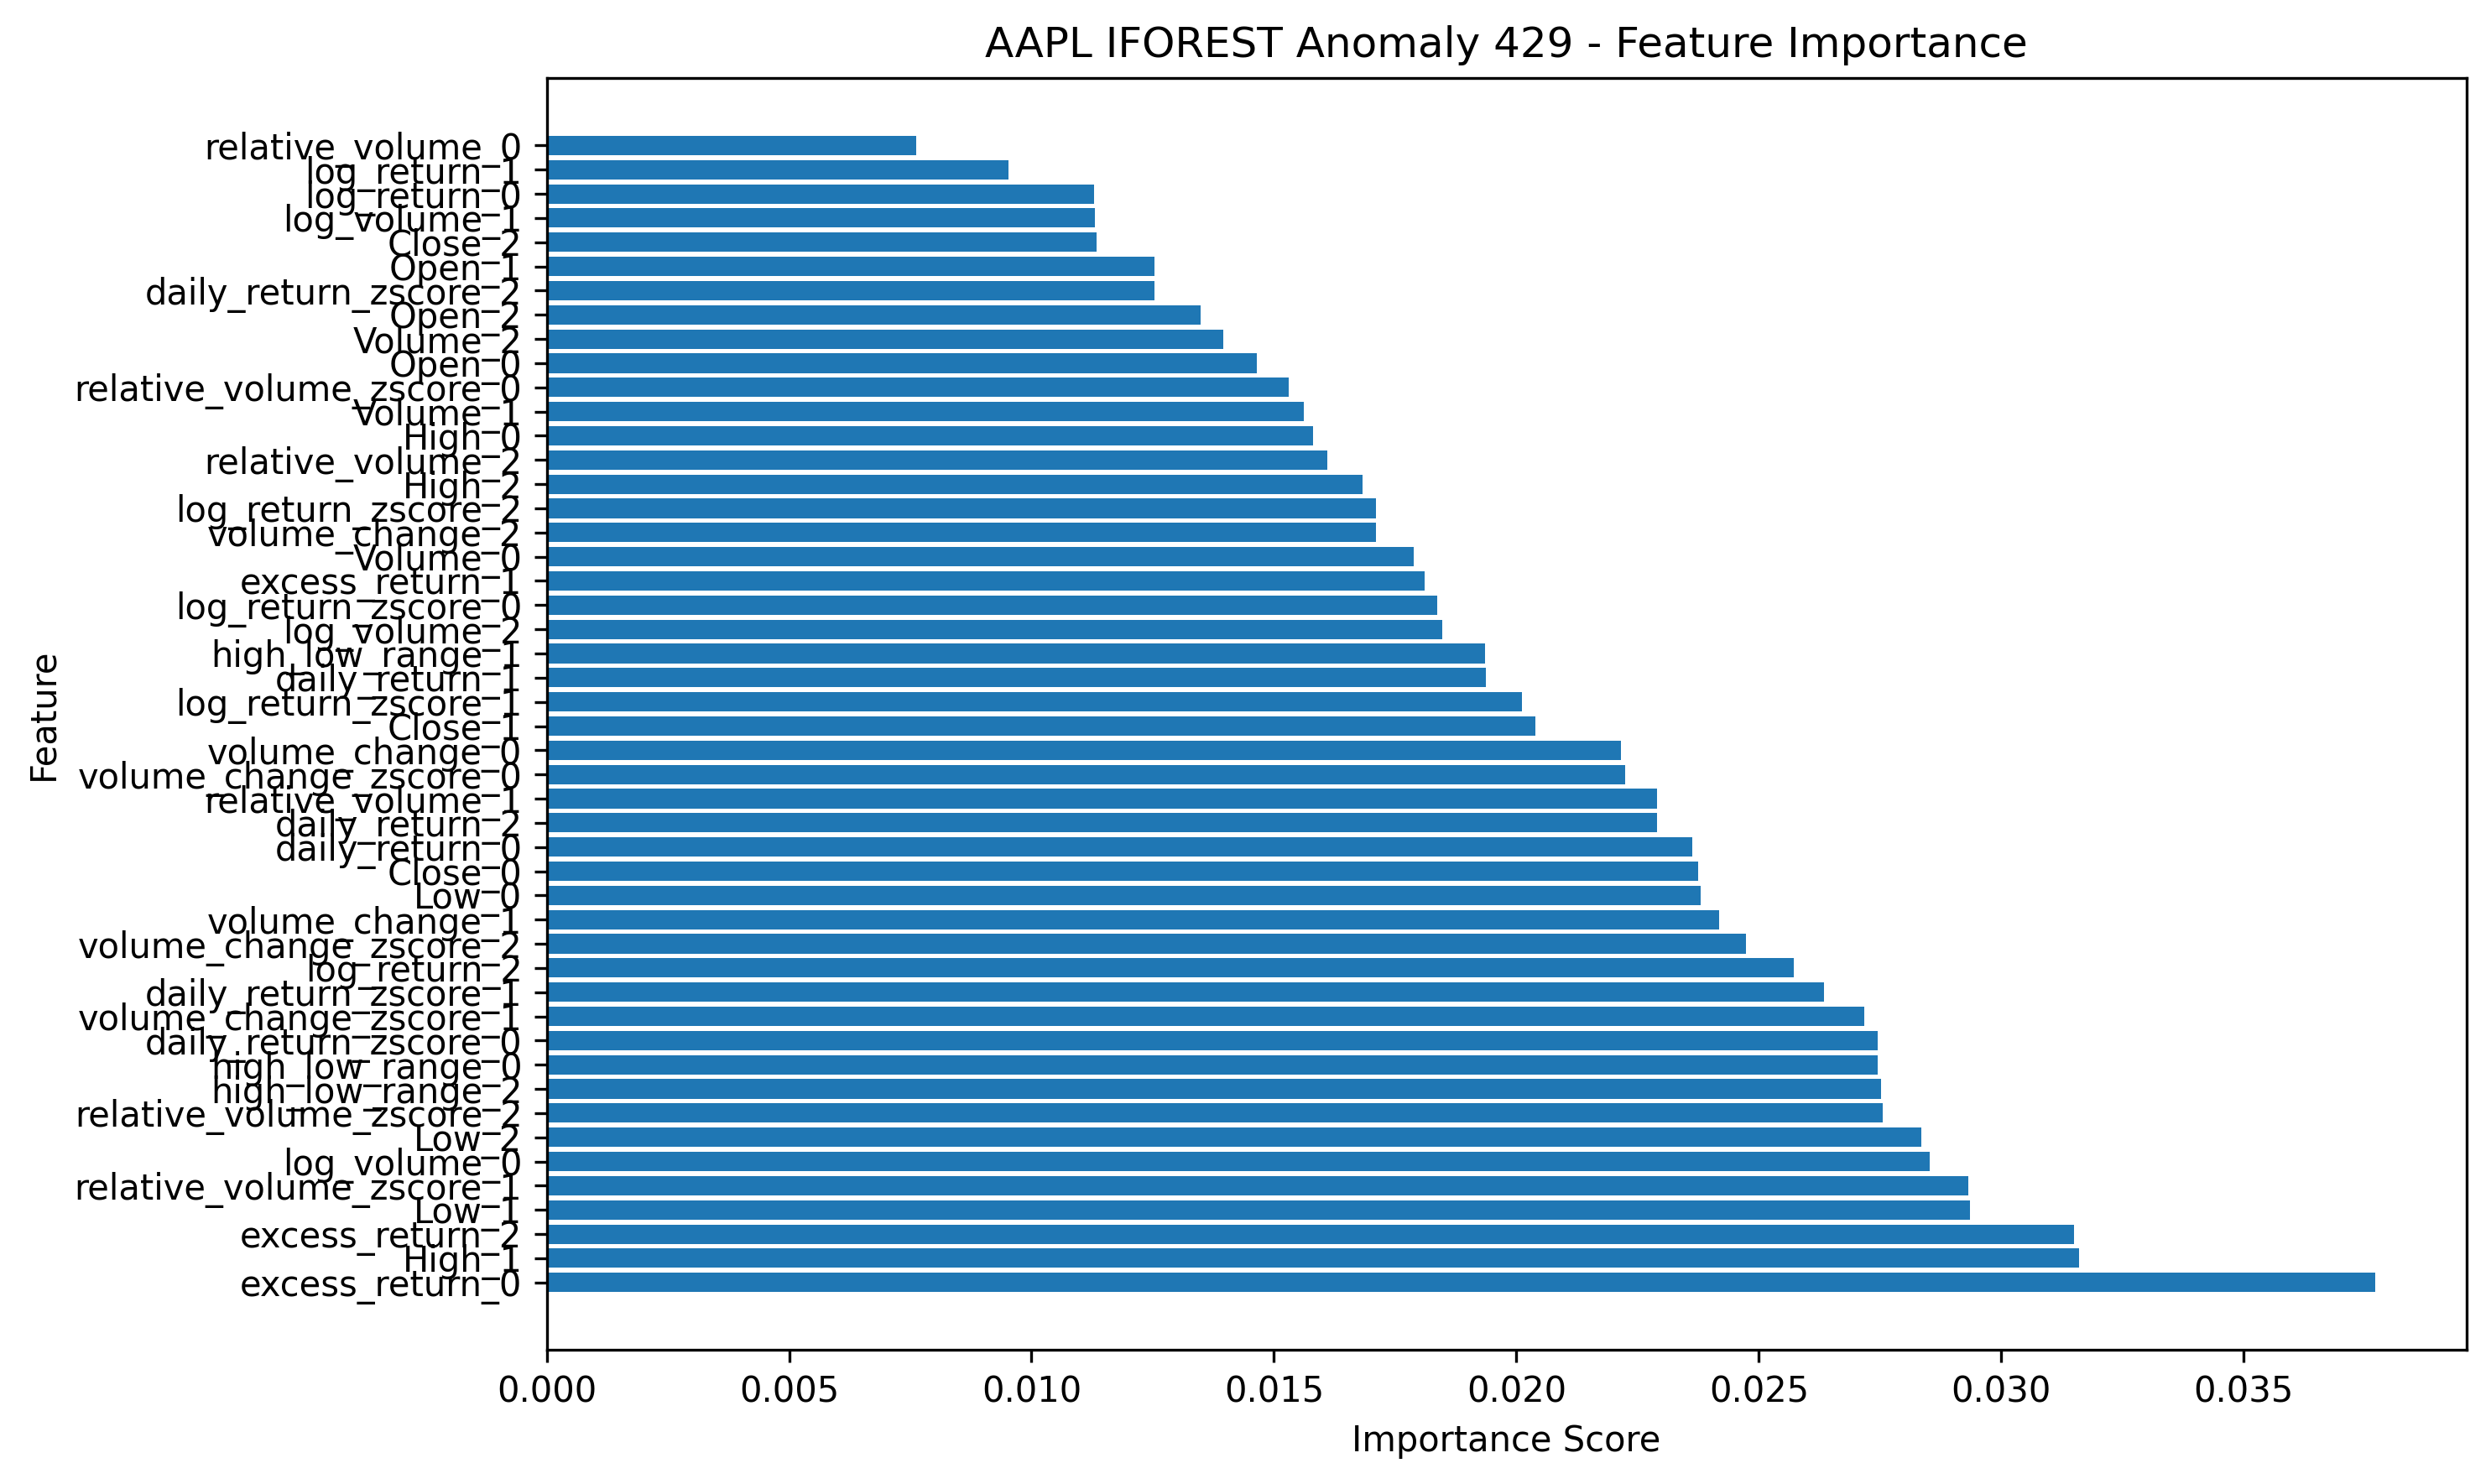 AAPL IFOREST Anomaly 429 - Feature Importance
relative_volume_0
log_return_1
log_return_0
log_volume_1
Close_2
Open_1
daily_return_zscore_2
Open_2
Volume_2
Open_0
relative_volume_zscore_0
Volume_1
High_0
relative_volume_2
High_2
log_return_zscore_2
volume_change_2
Volume_0
excess_return_1
log_return_zscore_0
log_volume_2
high_low_range_1
daily_return_1
log_return_zscore_1
Close_1
volume_change_0
volume_change_zscore_0
relative_volume_1
daily_return_2
daily_return_0
Close_0
Low_0
volume_change_1
volume_change_zscore_2
log_return_2
daily_return_zscore_1
volume_change_zscore_1
daily_return_zscore_0
high_low_range_0
high_low_range_2
relative_volume_zscore_2
Low_2
log_volume_0
relative_volume_zscore_1
Low_1
excess_return_2
High_1
excess_return_0
Feature
0.000 0.005 0.010 0.015 0.020 0.025 0.030 0.035
Importance Score